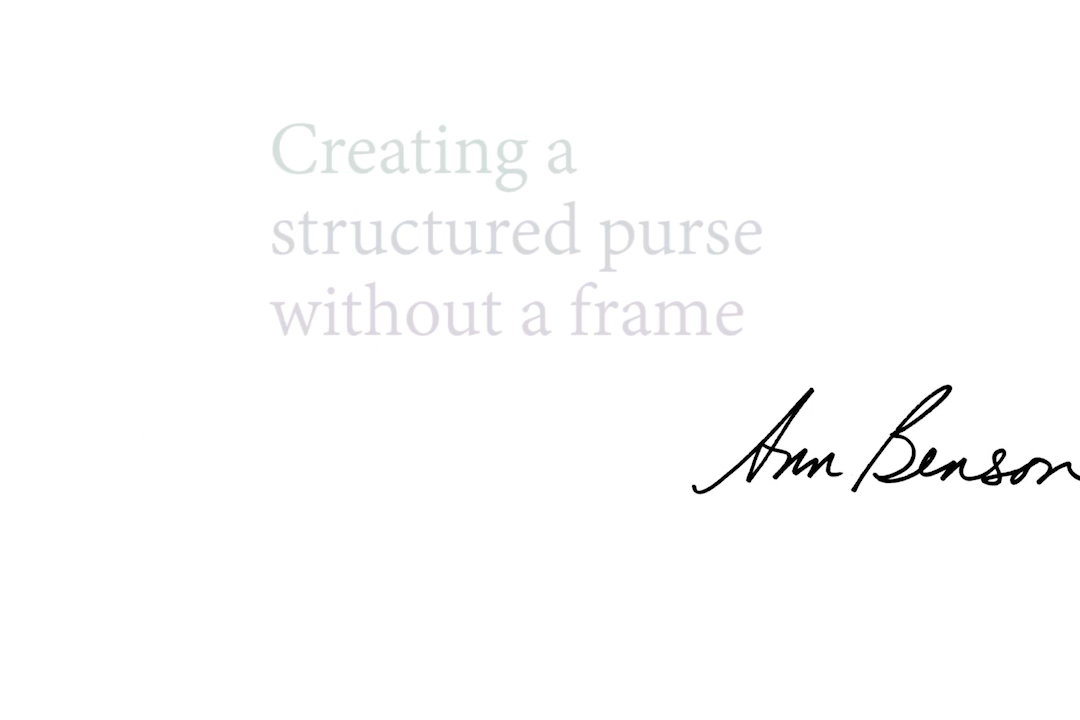 Creating a
structured purse
without a frame
Ann Benson